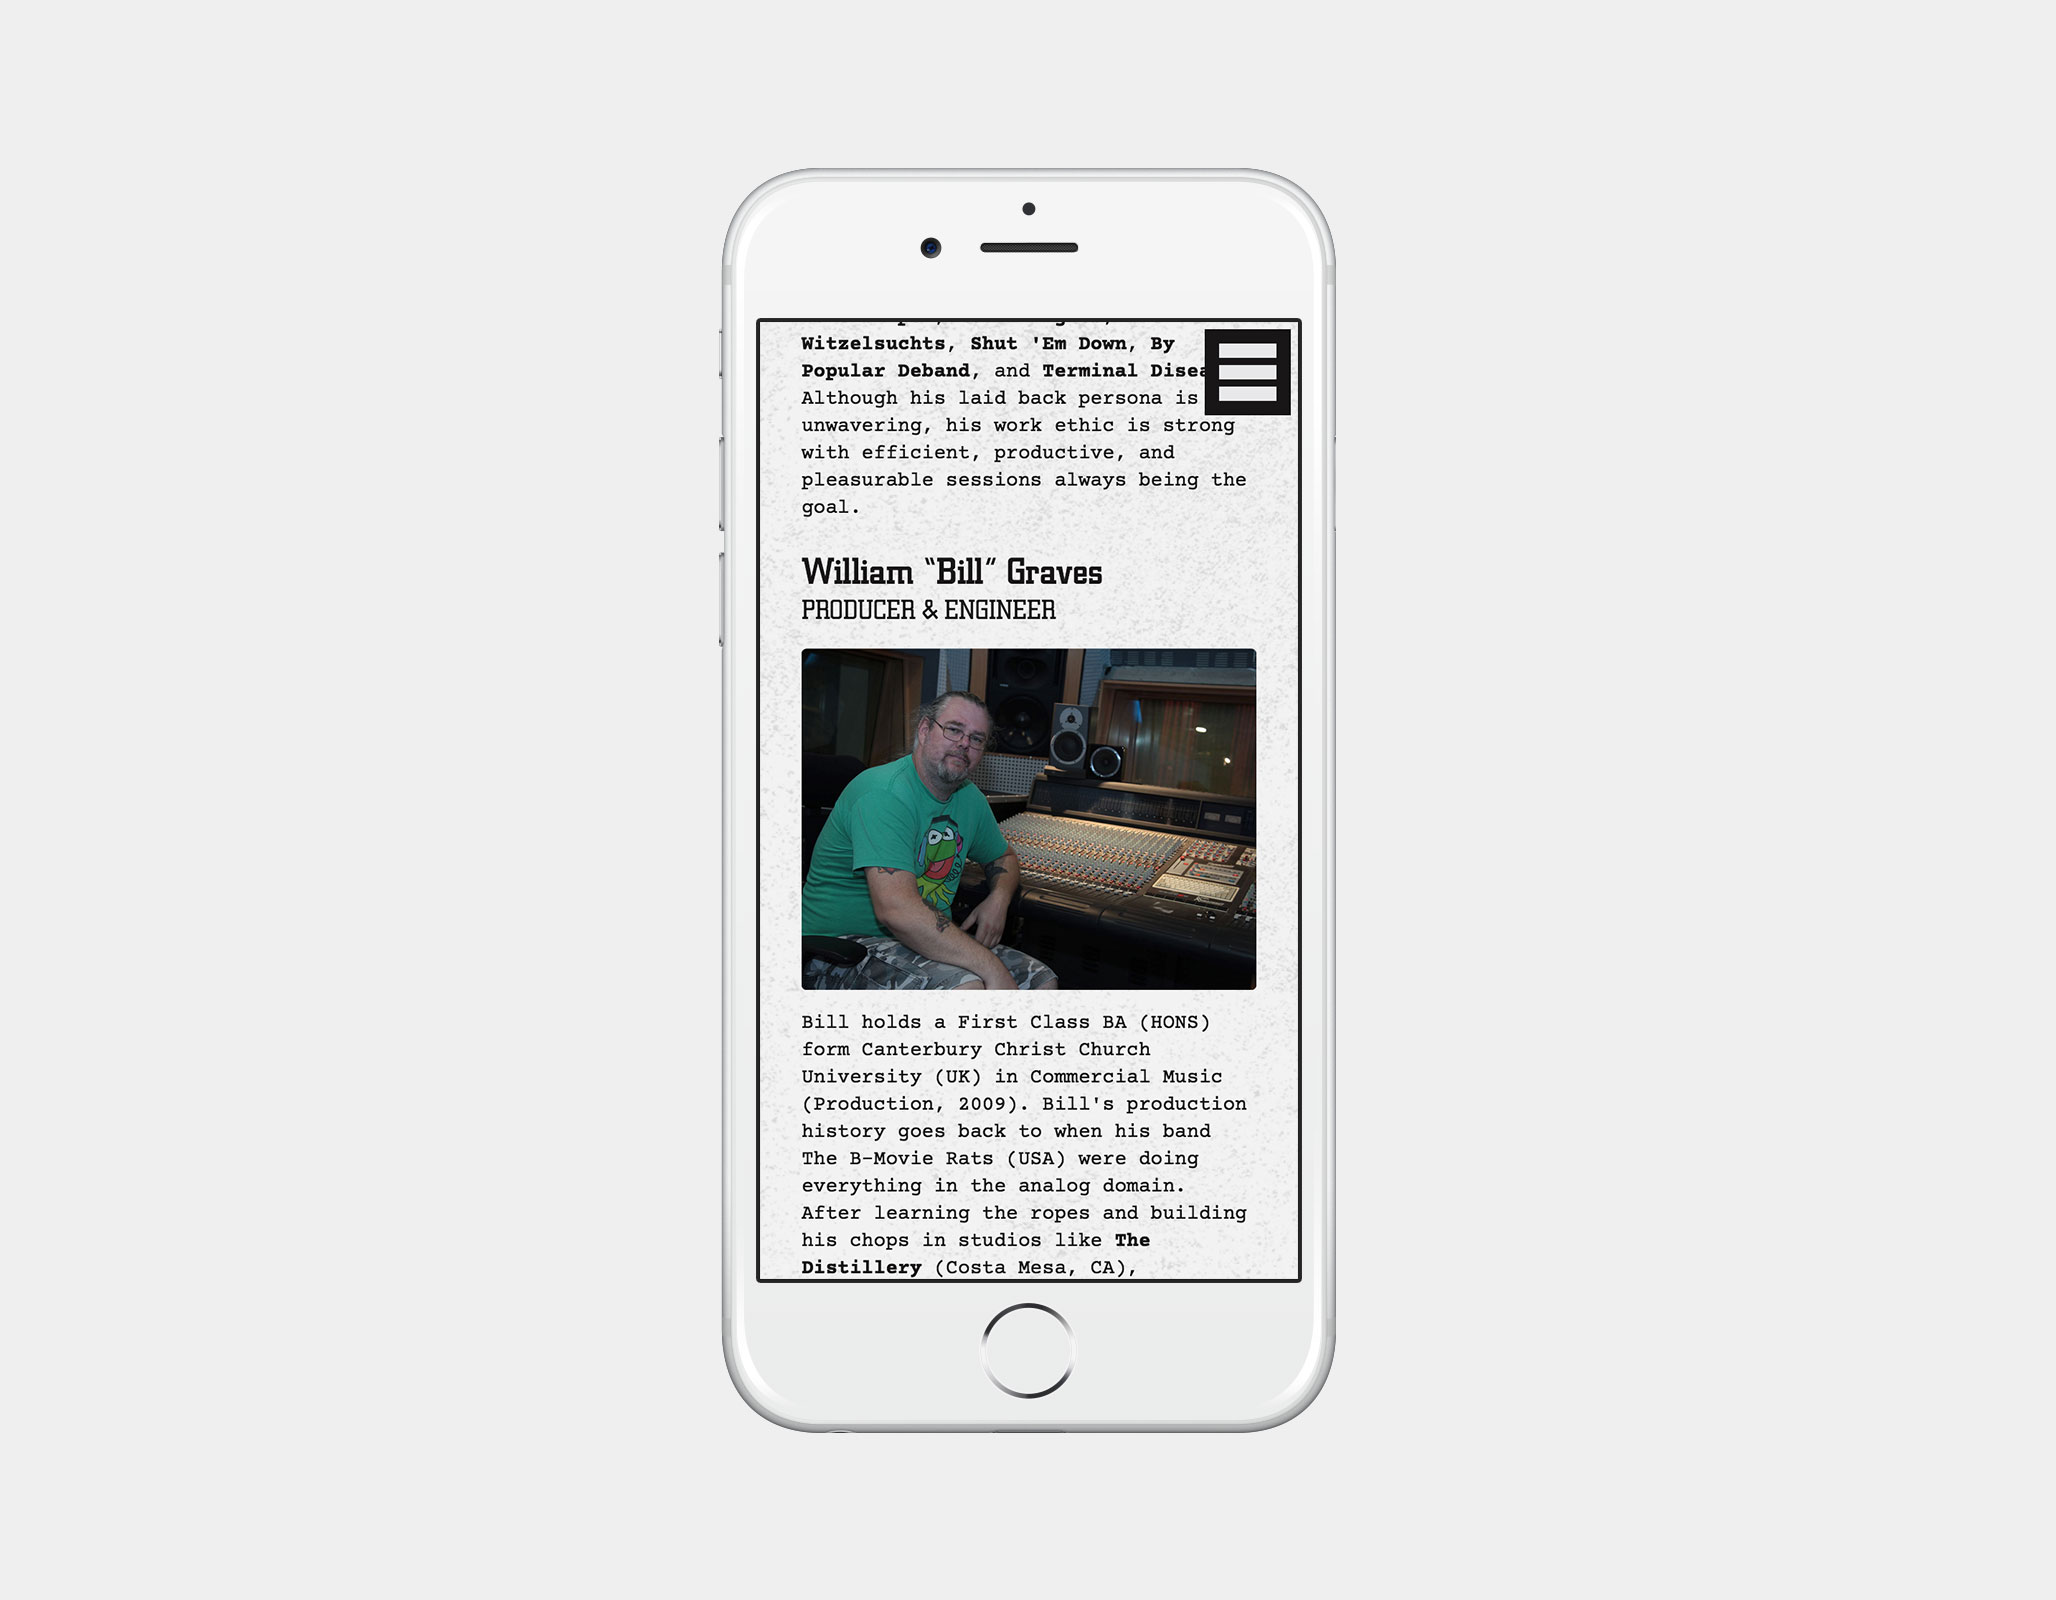 Witzelsuchts, Shut 'Em Down, By
Popular Deband, and Terminal
Although his laid back persona is
unwavering, his work ethic is strong
with efficient, productive, and
pleasurable sessions always being the
goal.
William “Bill” Graves
PRODUCER & ENGINEER
Bill holds a First Class BA (HONS)
form Canterbury Christ Church
University (UK) in Commercial Music
(Production, 2009). Bill's production
history goes back to when his band
The B-Movie Rats (USA) were doing
everything in the analog domain.
After learning the ropes and building
his chops in studios like The
Distillery (Costa Mesa, CA),